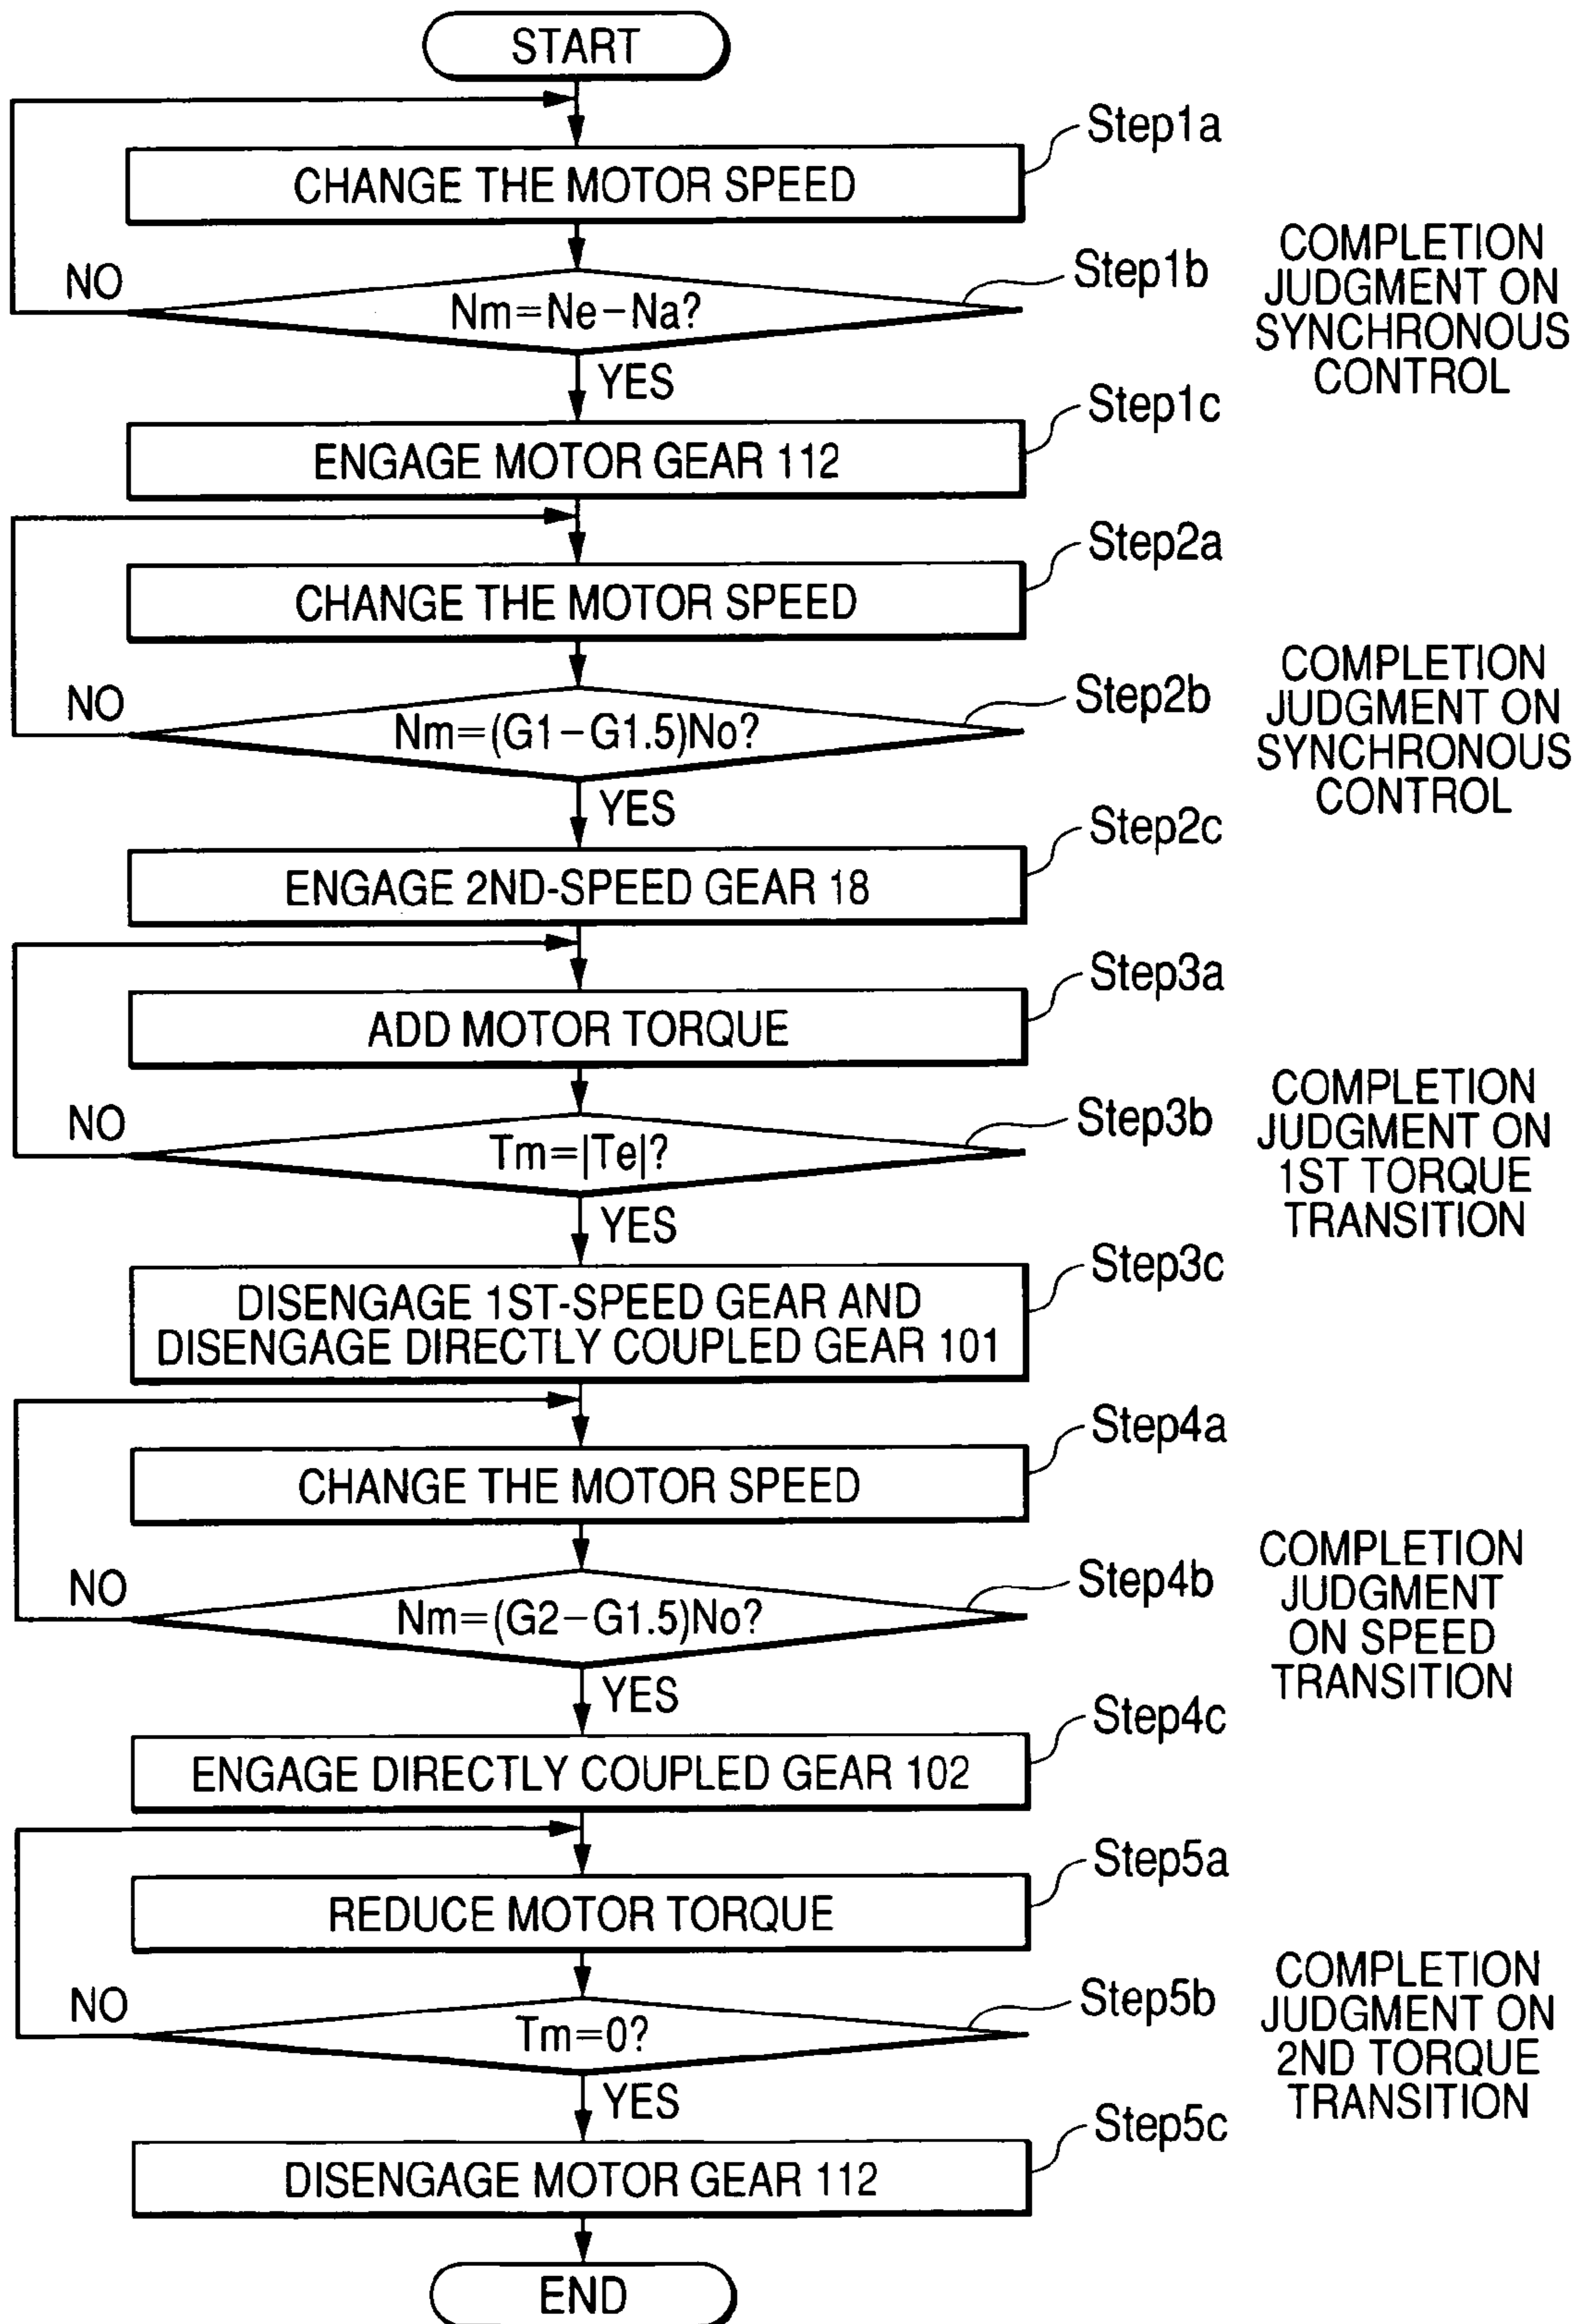 START
Step1a
CHANGE THE MOTOR SPEED
Step1b
NO
Nm=Ne−Na?
COMPLETION
JUDGMENT ON
SYNCHRONOUS
CONTROL
YES
Step1c
ENGAGE MOTOR GEAR 112
Step2a
CHANGE THE MOTOR SPEED
Step2b
NO
Nm=(G1−G1.5)No?
COMPLETION
JUDGMENT ON
SYNCHRONOUS
CONTROL
YES
Step2c
ENGAGE 2ND-SPEED GEAR 18
Step3a
ADD MOTOR TORQUE
Step3b
NO
Tm=|Te|?
COMPLETION
JUDGMENT ON
1ST TORQUE
TRANSITION
YES
Step3c
DISENGAGE 1ST-SPEED GEAR AND
DISENGAGE DIRECTLY COUPLED GEAR 101
Step4a
CHANGE THE MOTOR SPEED
Step4b
NO
Nm=(G2−G1.5)No?
COMPLETION
JUDGMENT
ON SPEED
TRANSITION
YES
Step4c
ENGAGE DIRECTLY COUPLED GEAR 102
Step5a
REDUCE MOTOR TORQUE
Step5b
NO
Tm=0?
COMPLETION
JUDGMENT ON
2ND TORQUE
TRANSITION
YES
Step5c
DISENGAGE MOTOR GEAR 112
END